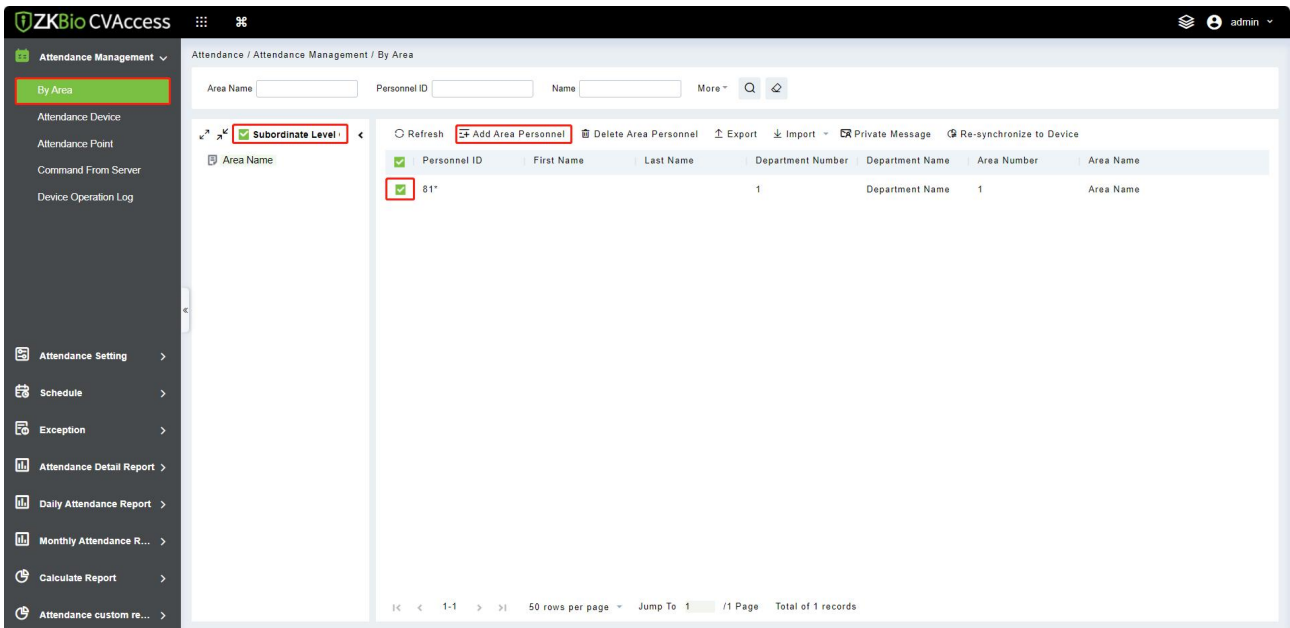 ZKBio CVAccess
admin
Attendance Management
By Area
Attendance Device
Attendance Point
Command From Server
Device Operation Log
Attendance Setting
Schedule
Exception
Attendance Detail Report
Daily Attendance Report
Monthly Attendance R...
Calculate Report
Attendance custom re...
Attendance / Attendance Management / By Area
Area Name Personnel ID Name More
Subordinate Level
Area Name
Refresh Add Area Personnel Delete Area Personnel Export Import Private Message Re-synchronize to Device
Personnel ID First Name Last Name Department Number Department Name Area Number Area Name
81* 1 Department Name 1 Area Name
1-1 50 rows per page Jump To 1 /1 Page Total of 1 records